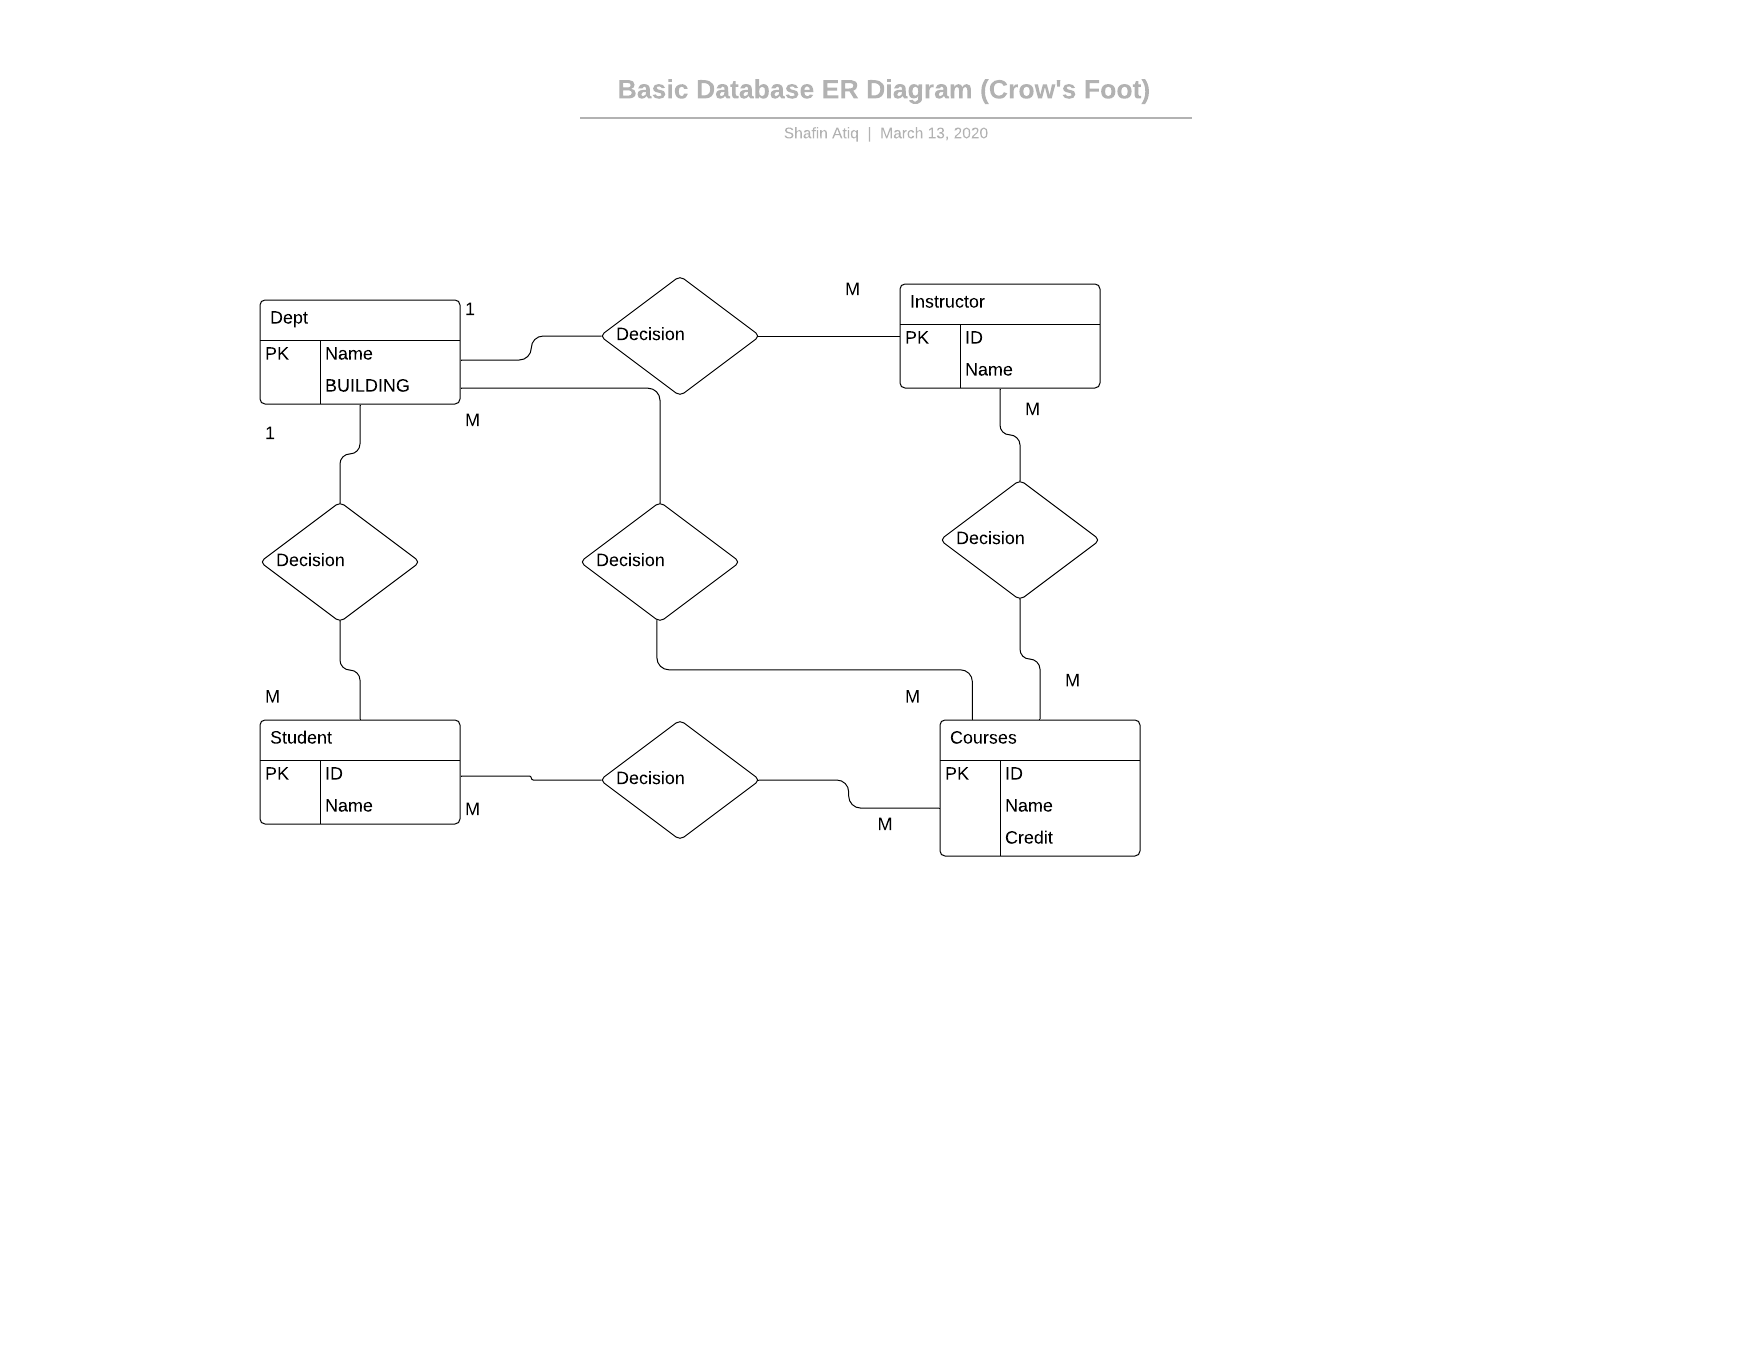 Basic Database ER Diagram (Crow's Foot)
Shafin Atiq | March 13, 2020
Dept
PK Name
BUILDING
1
Decision
M
Instructor
PK ID
Name
M
1
M
Decision
Decision
Decision
M
M
M
Student
PK ID
Name
M
Decision
M
Courses
PK ID
Name
Credit